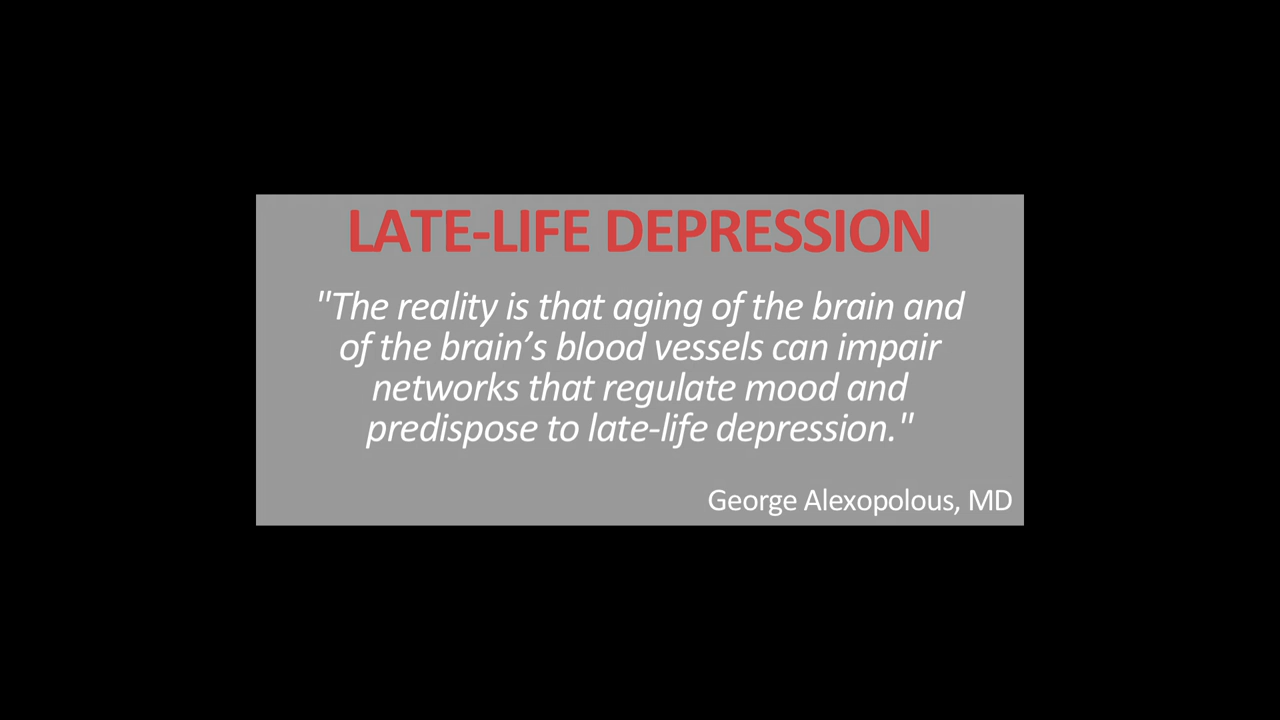 LATE-LIFE DEPRESSION
"The reality is that aging of the brain and
of the brain’s blood vessels can impair
networks that regulate mood and
predispose to late-life depression."
George Alexopolous, MD